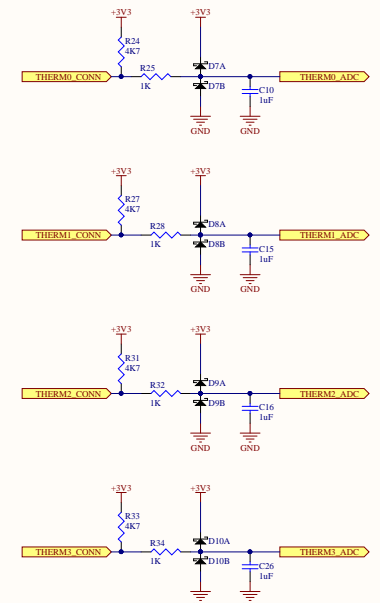 +3V3
+3V3
R24
4K7
R25
1K
D7A
D7B
THERM0_CONN
THERM0_ADC
C10
1uF
GND
GND
+3V3
+3V3
R27
4K7
R28
1K
D8A
D8B
THERM1_CONN
THERM1_ADC
C15
1uF
GND
GND
+3V3
+3V3
R31
4K7
R32
1K
D9A
D9B
THERM2_CONN
THERM2_ADC
C16
1uF
GND
GND
+3V3
+3V3
R33
4K7
R34
1K
D10A
D10B
THERM3_CONN
THERM3_ADC
C26
1uF